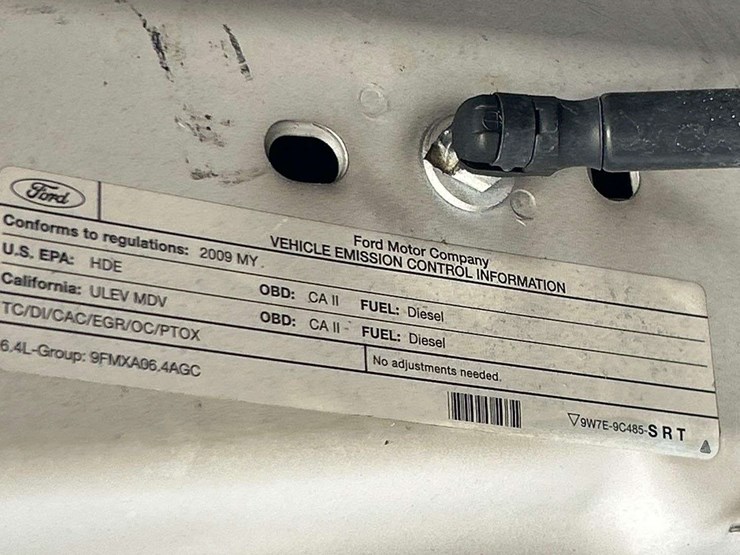 Ford
Ford Motor Company
VEHICLE EMISSION CONTROL INFORMATION
Conforms to regulations: 2009 MY
U.S. EPA: HDE OBD: CA II FUEL: Diesel
California: ULEV MDV OBD: CA II FUEL: Diesel
TC/DI/CAC/EGR/OC/PTOX No adjustments needed.
6.4L-Group: 9FMXA06.4AGC
9W7E-9C485-SRT